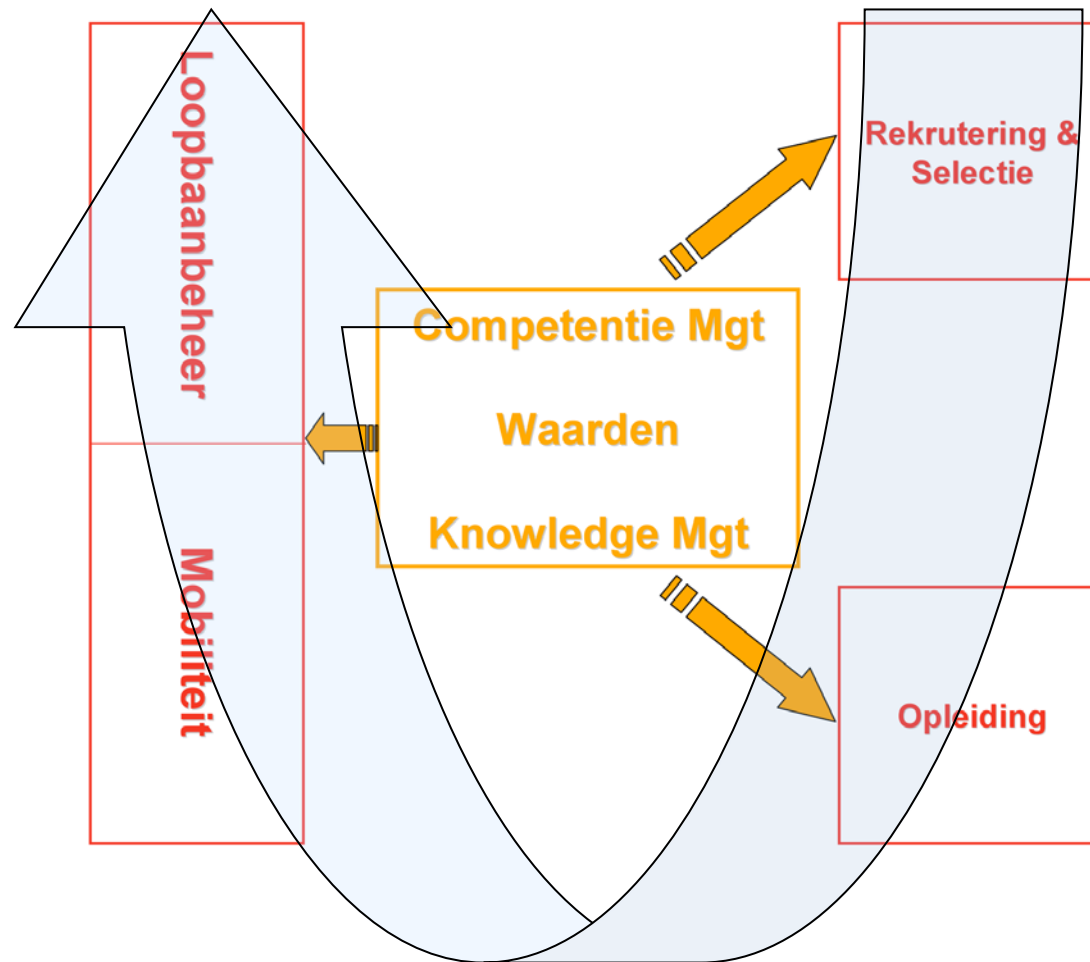 Loopbaanbeheer
Mobiliteit
Competentie Mgt
Waarden
Knowledge Mgt
Rekrutering &
Selectie
Opleiding